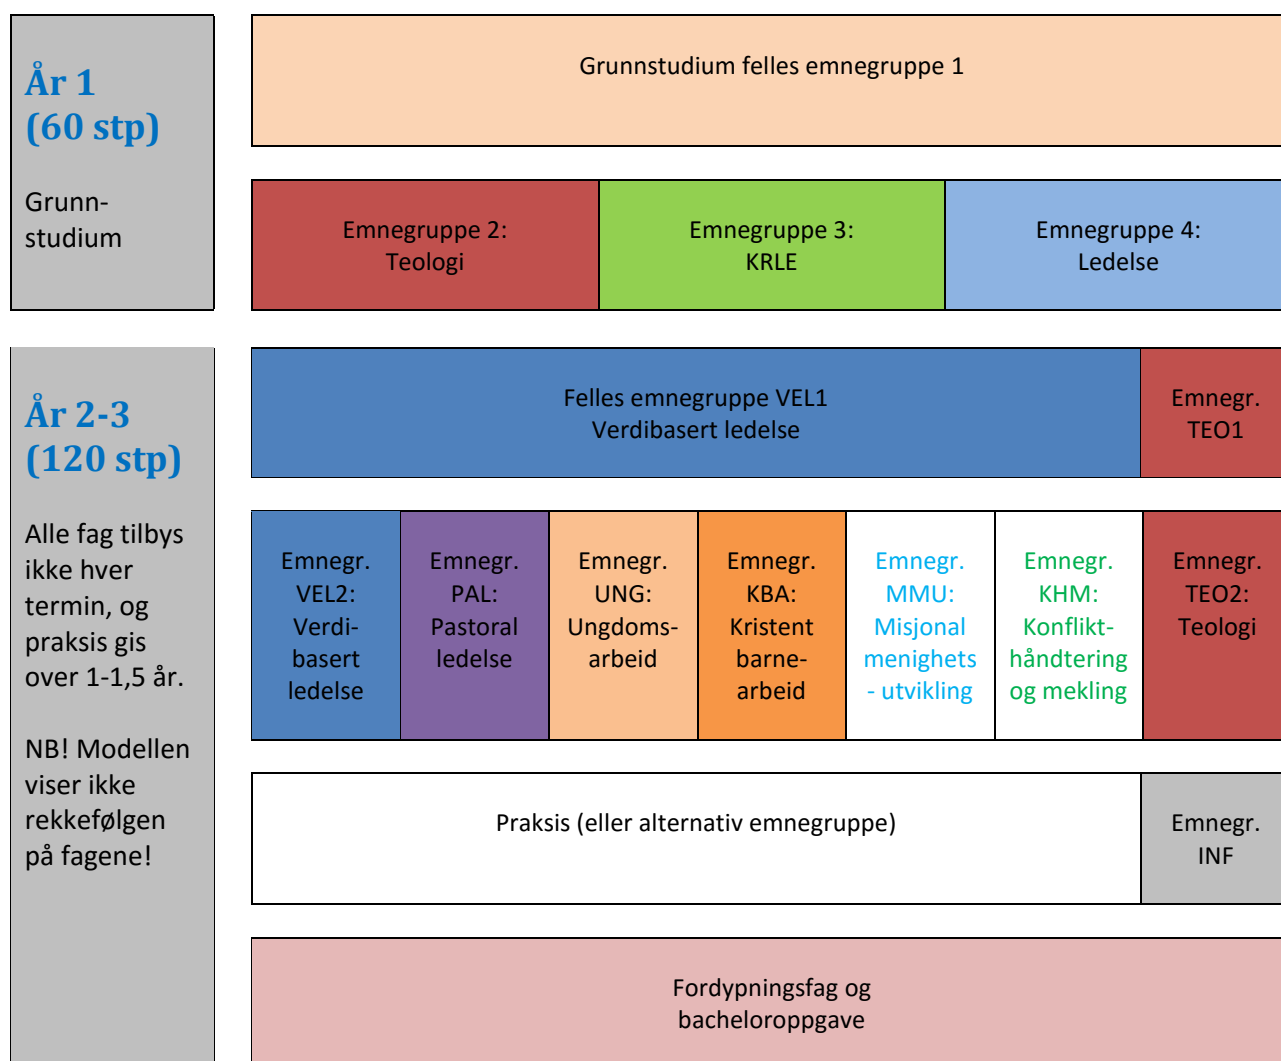 År 1
(60 stp)
Grunn-
studium
Grunnstudium felles emnegruppe 1
Emnegruppe 2:
Teologi
Emnegruppe 3:
KRLE
Emnegruppe 4:
Ledelse
År 2-3
(120 stp)
Alle fag tilbys
ikke hver
termin, og
praksis gis
over 1-1,5 år.
NB! Modellen
viser ikke
rekkefølgen
på fagene!
Felles emnegruppe VEL1
Verdibasert ledelse
Emnegr.
TEO1
Emnegr.
VEL2:
Verdi-
basert
ledelse
Emnegr.
PAL:
Pastoral
ledelse
Emnegr.
UNG:
Ungdoms-
arbeid
Emnegr.
KBA:
Kristent
barne-
arbeid
Emnegr.
MMU:
Misjonal
menighets
- utvikling
Emnegr.
KHM:
Konflikt-
håndtering
og mekling
Emnegr.
TEO2:
Teologi
Praksis (eller alternativ emnegruppe)
Emnegr.
INF
Fordypningsfag og
bacheloroppgave